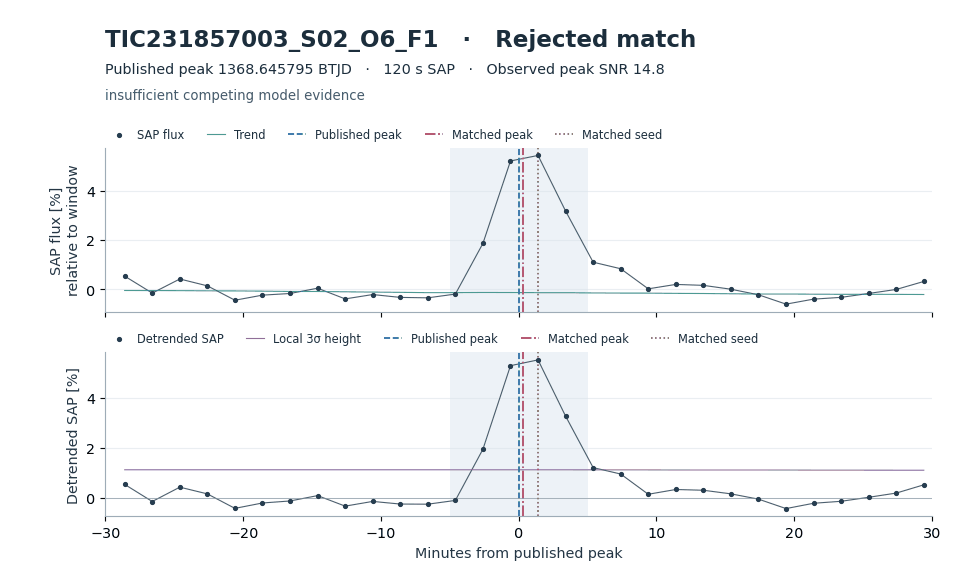 TIC231857003_S02_O6_F1 · Rejected match
Published peak 1368.645795 BTJD · 120 s SAP · Observed peak SNR 14.8
insufficient competing model evidence
SAP flux Trend Published peak Matched peak Matched seed
SAP flux [%]
relative to window
4
2
0
Detrended SAP Local 3σ height Published peak Matched peak Matched seed
Detrended SAP [%]
4
2
0
−30 −20 −10 0 10 20 30
Minutes from published peak